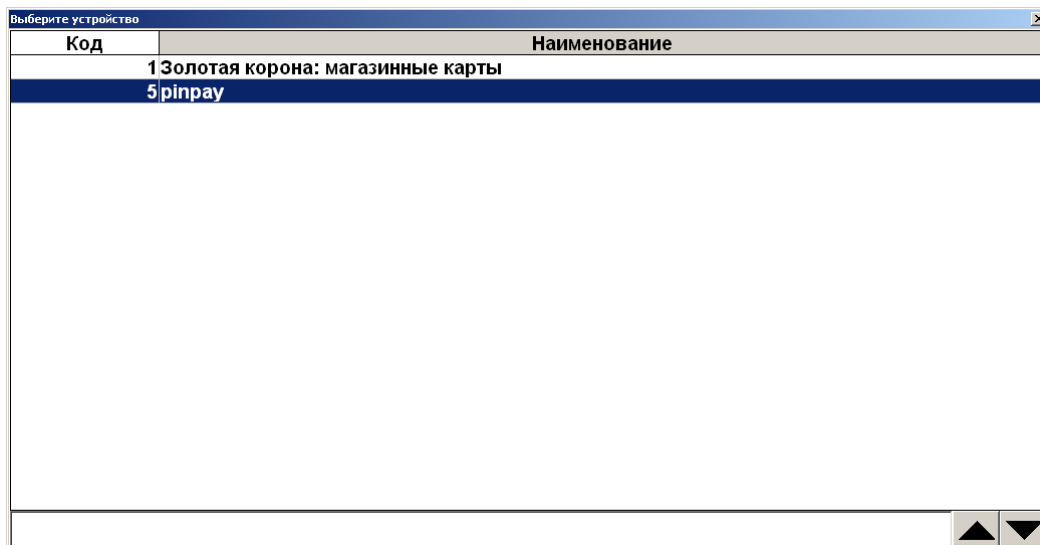 Выберите устройство
Код Наименование
1 Золотая корона: магазинные карты
5 pinpay